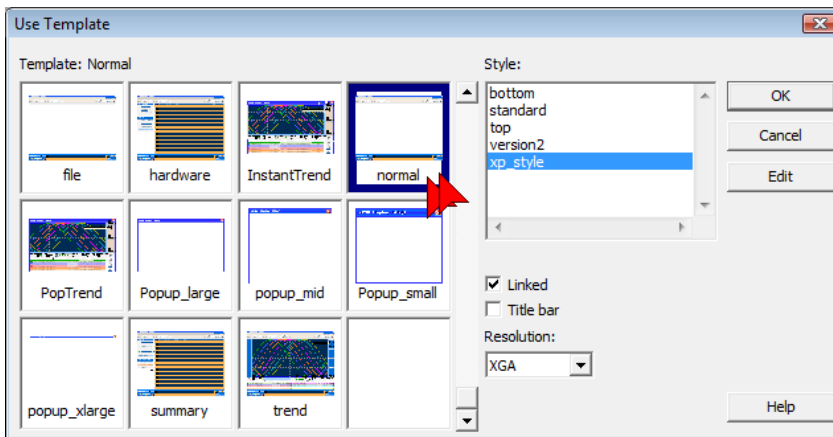 Use Template
Template: Normal
file
hardware
InstantTrend
normal
PopTrend
Popup_large
popup_mid
Popup_small
popup_xlarge
summary
trend
Style:
bottom
standard
top
version2
xp_style
Linked
Title bar
Resolution:
XGA
OK
Cancel
Edit
Help